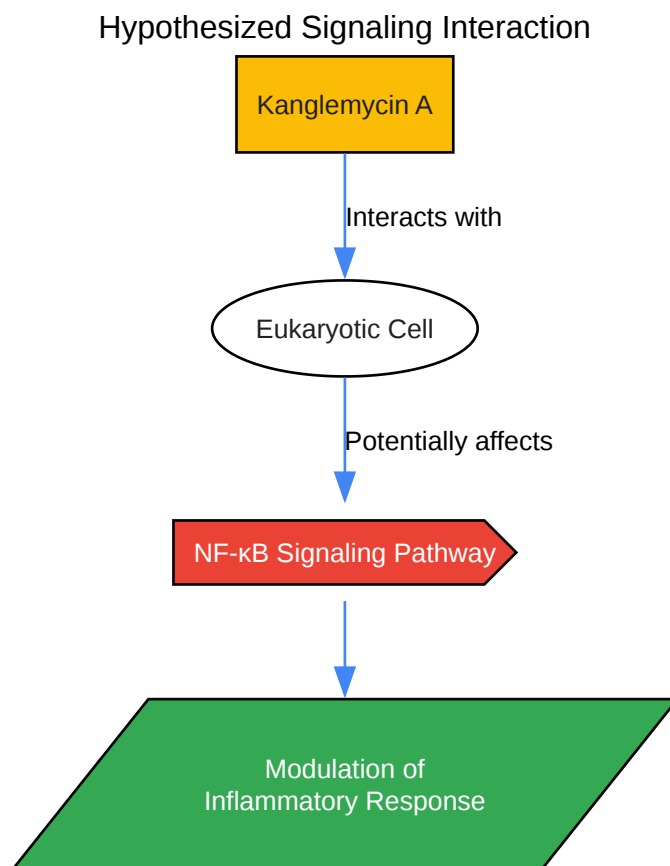 Hypothesized Signaling Interaction
Kanglemycin A
Interacts with
Eukaryotic Cell
Potentially affects
NF-κB Signaling Pathway
Modulation of
Inflammatory Response